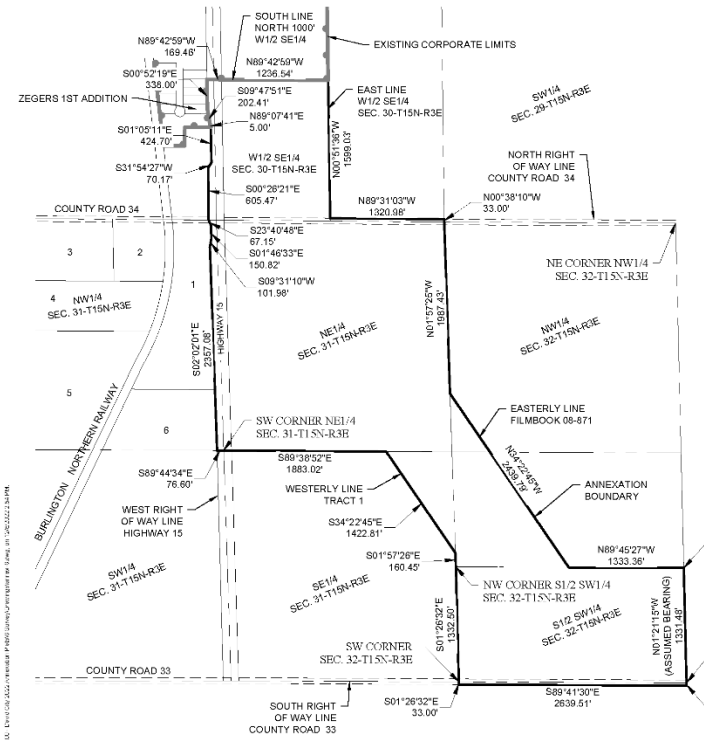 SOUTH LINE
NORTH 1000'
W1/2 SE1/4
N89°42'59"W
169.46'
EXISTING CORPORATE LIMITS
N89°42'59"W
1236.54'
S00°52'19"E
338.00'
S09°47'51"E
202.41'
EAST LINE
W1/2 SE1/4
SEC. 30-T15N-R3E
SW1/4
SEC. 29-T15N-R3E
ZEGERS 1ST ADDITION
N89°07'41"E
5.00'
S01°05'11"E
424.70'
N00°51'36"W
1599.03'
W1/2 SE1/4
SEC. 30-T15N-R3E
NORTH RIGHT
OF WAY LINE
COUNTY ROAD 34
S31°54'27"W
70.17'
S00°26'21"E
605.47'
N89°31'03"W
1320.98'
N00°38'10"W
33.00'
COUNTY ROAD 34
S23°40'48"E
67.15'
S01°46'33"E
150.82'
S09°31'10"W
101.98'
3
2
1
4
NW1/4
SEC. 31-T15N-R3E
NE CORNER NW1/4
SEC. 32-T15N-R3E
N01°57'25"W
1987.43'
NW1/4
SEC. 32-T15N-R3E
NE1/4
SEC. 31-T15N-R3E
HIGHWAY 15
S02°02'01"E
2357.08'
5
6
BURLINGTON NORTHERN RAILWAY
EASTERLY LINE
FILMBOOK 08-871
SW CORNER NE1/4
SEC. 31-T15N-R3E
N34°22'45"W
2439.79'
S89°44'34"E
76.60'
S89°38'52"E
1883.02'
WESTERLY LINE
TRACT 1
ANNEXATION
BOUNDARY
WEST RIGHT
OF WAY LINE
HIGHWAY 15
S34°22'45"E
1422.81'
S01°57'26"E
160.45'
N89°45'27"W
1333.36'
SW1/4
SEC. 31-T15N-R3E
SE1/4
SEC. 31-T15N-R3E
NW CORNER S1/2 SW1/4
SEC. 32-T15N-R3E
S01°26'32"E
1332.50'
S1/2 SW1/4
SEC. 32-T15N-R3E
N01°21'15"W
1331.48'
(ASSUMED BEARING)
SW CORNER
SEC. 32-T15N-R3E
COUNTY ROAD 33
S89°41'30"E
2639.51'
SOUTH RIGHT
OF WAY LINE
COUNTY ROAD 33
S01°26'32"E
33.00'